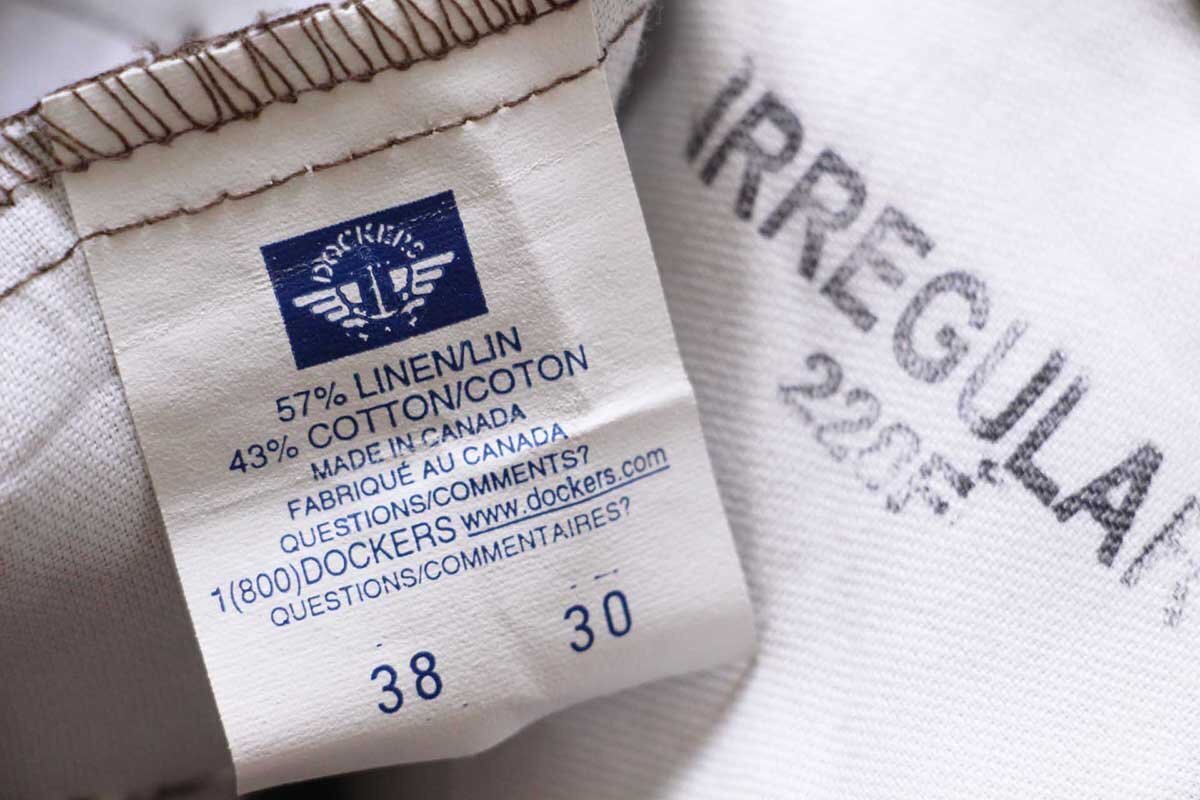 DOCKERS
57% LINEN/LIN
43% COTTON/COTON
MADE IN CANADA
FABRIQUÉ AU CANADA
QUESTIONS/COMMENTS?
1(800)DOCKERS www.dockers.com
QUESTIONS/COMMENTAIRES?
38 30
IRREGULAR